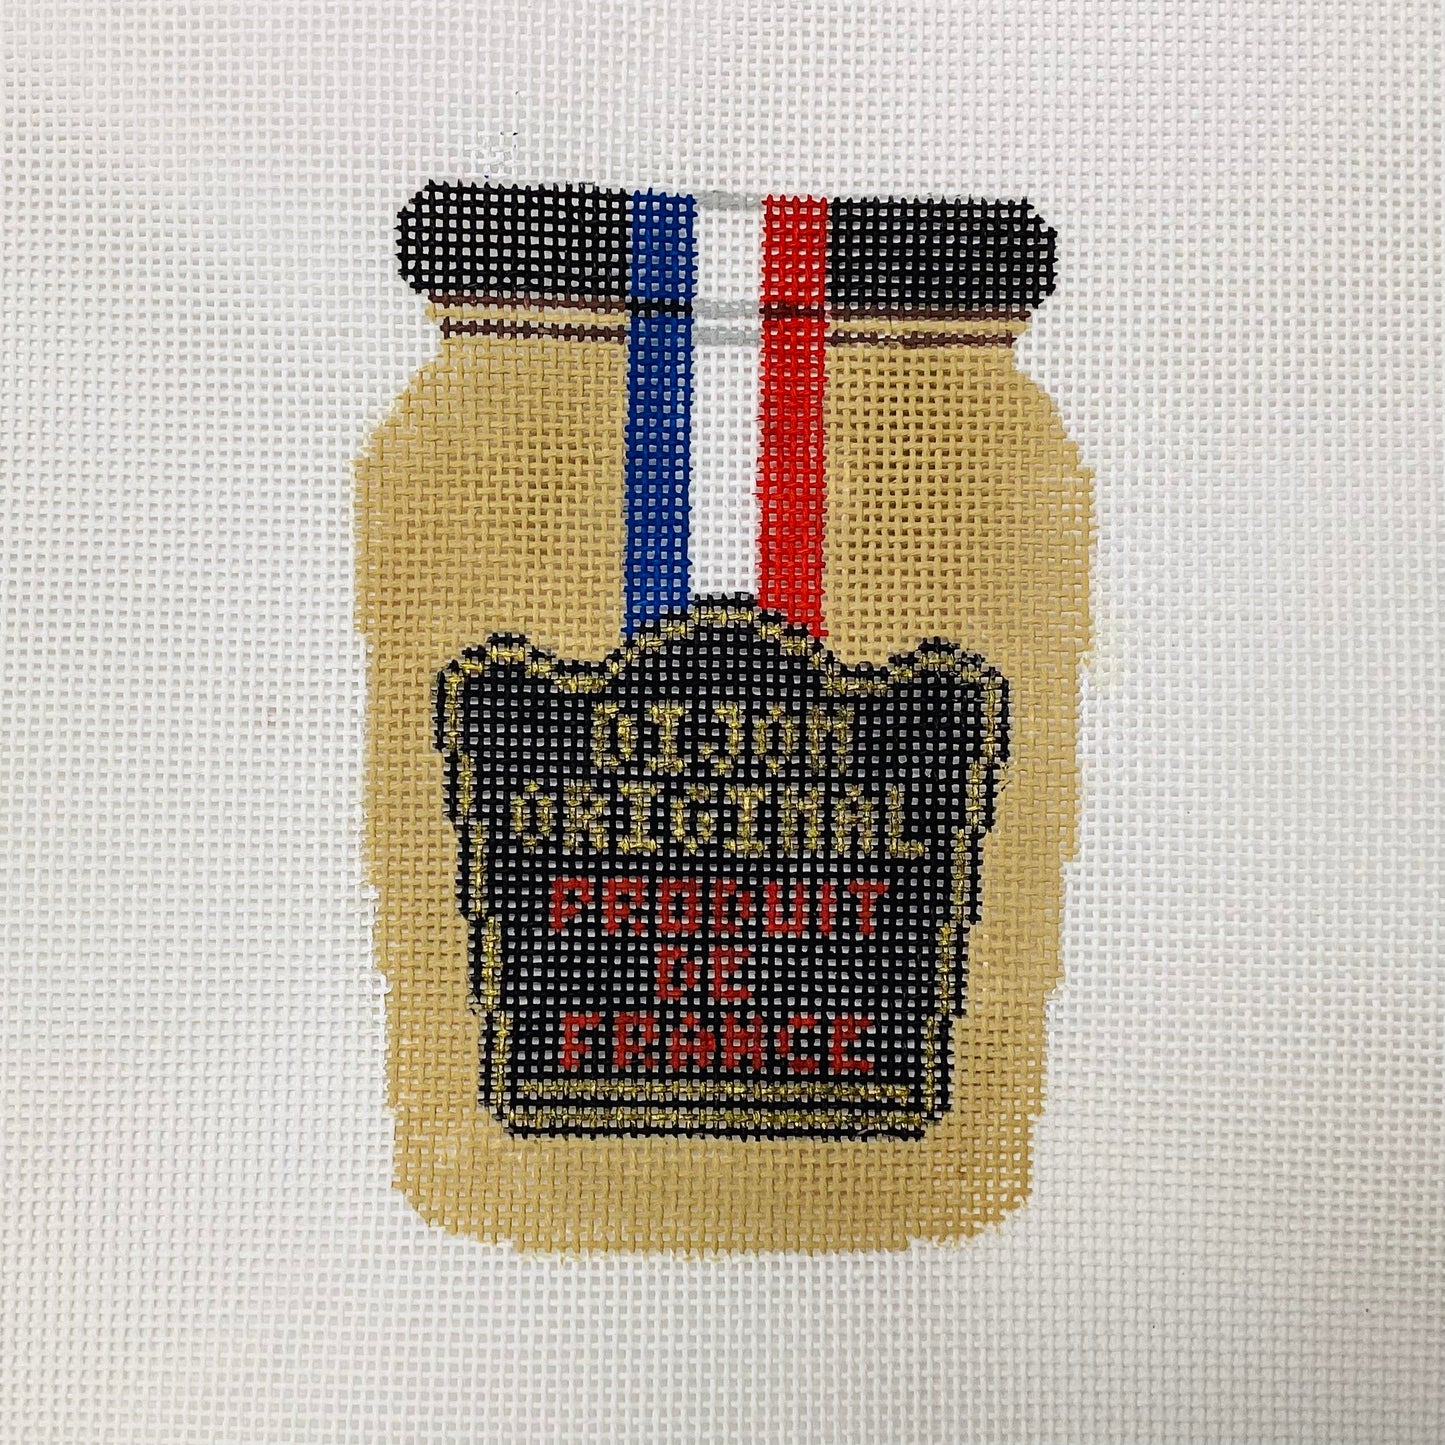 DIJON
ORIGINAL
PRODUIT
DE
FRANCE